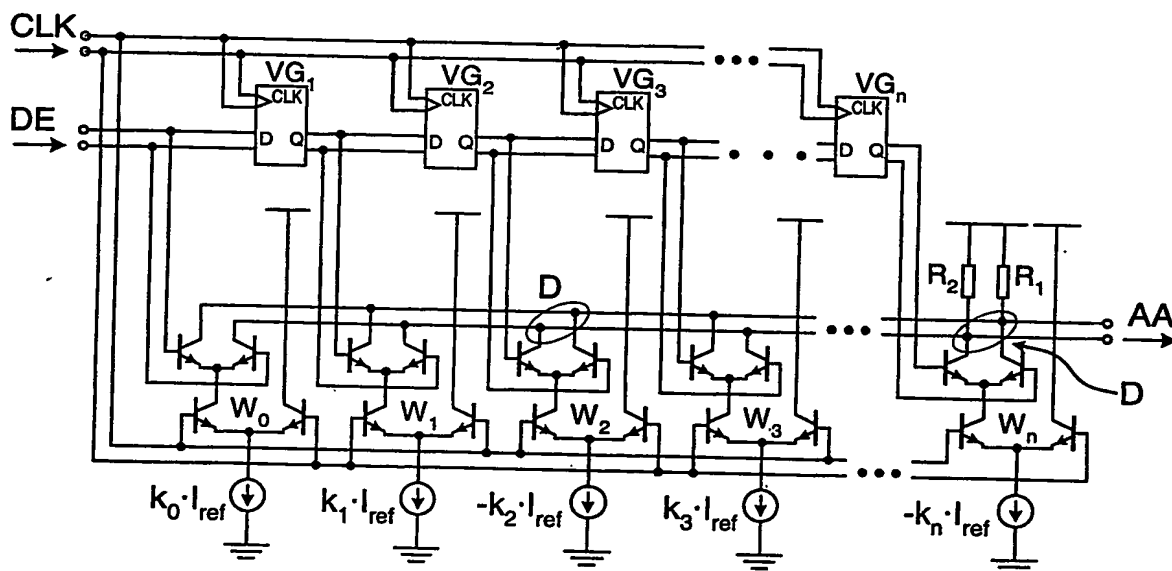 CLK
DE
VG1
CLK
D Q
VG2
CLK
D Q
VG3
CLK
D Q
VGn
CLK
D Q
D
R2
R1
AA
D
W0
W1
W2
W.3
Wn
k0·Iref
k1·Iref
-k2·Iref
k3·Iref
-kn·Iref